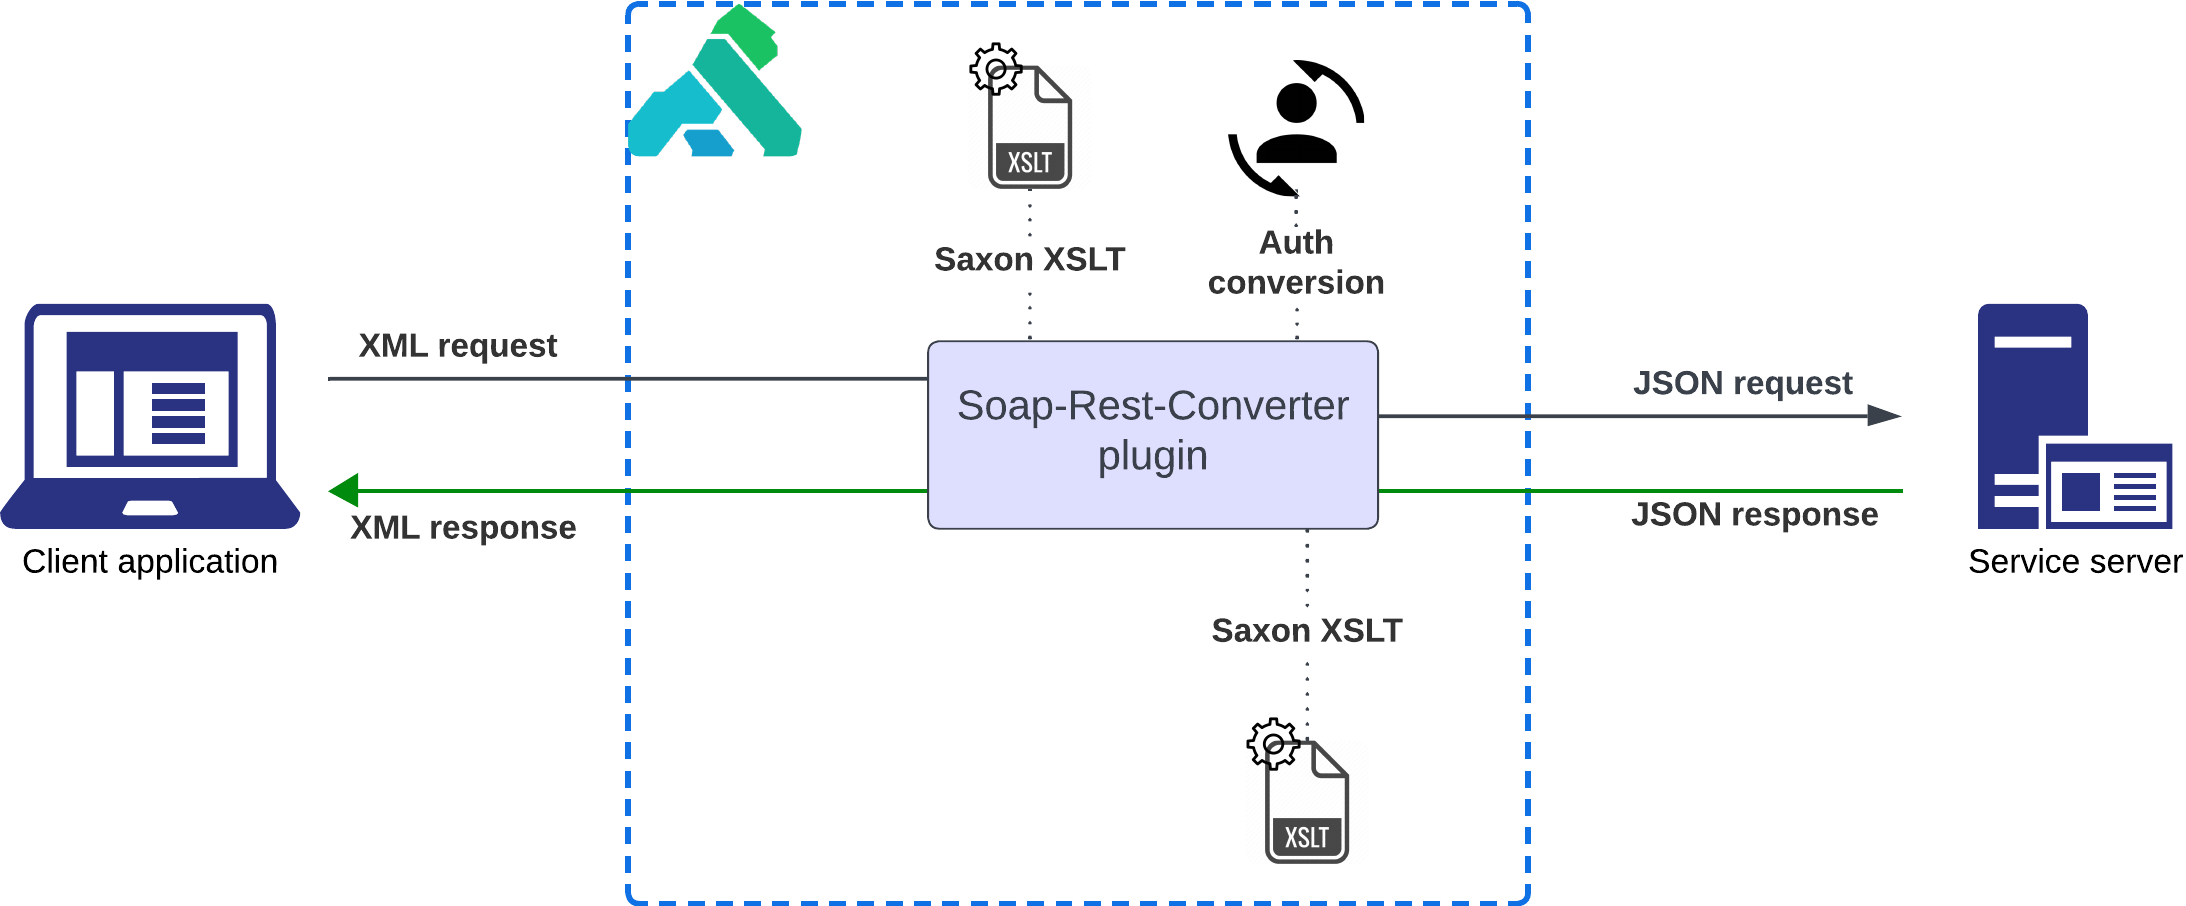 XSLT
Saxon XSLT
Auth
conversion
XML request
Soap-Rest-Converter
plugin
JSON request
XML response
JSON response
Client application
Service server
Saxon XSLT
XSLT